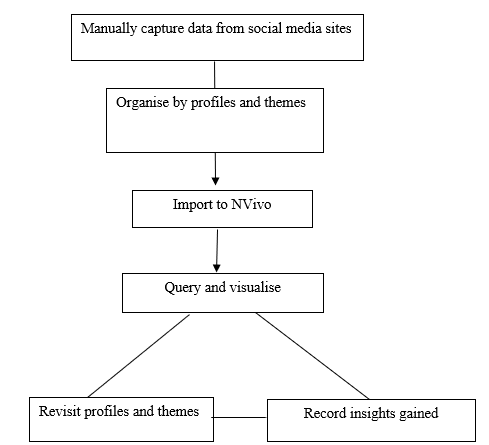 Manually capture data from social media sites
Organise by profiles and themes
Import to NVivo
Query and visualise
Revisit profiles and themes
Record insights gained